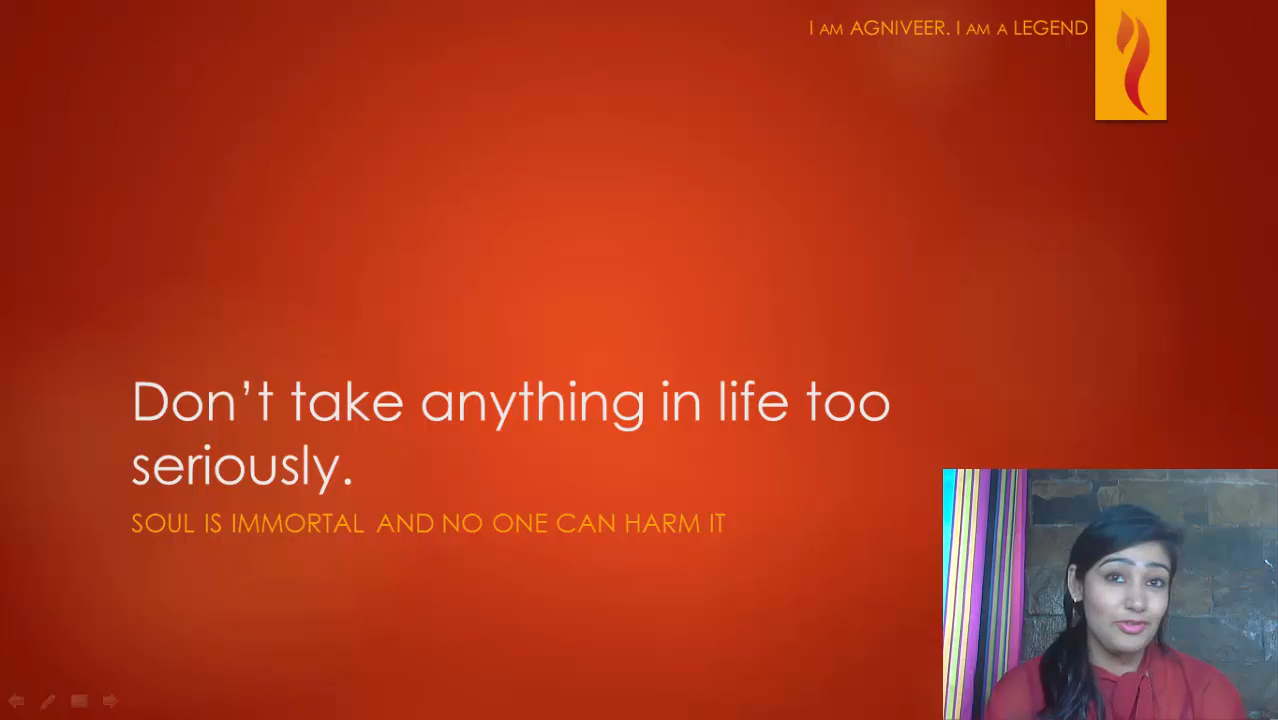 I AM AGNIVEER. I AM A LEGEND
Don’t take anything in life too
seriously.
SOUL IS IMMORTAL AND NO ONE CAN HARM IT